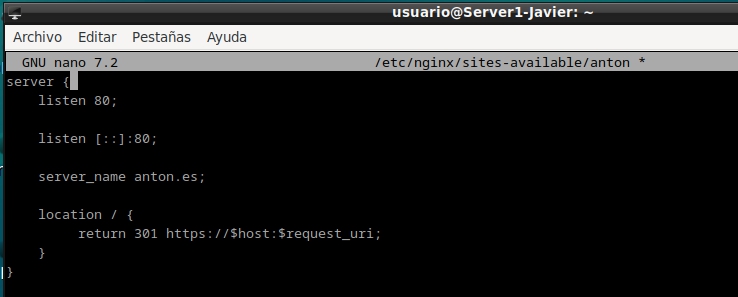 usuario@Server1-Javier: ~
Archivo Editar Pestañas Ayuda
GNU nano 7.2 /etc/nginx/sites-available/anton *
server {
listen 80;
listen [::]:80;
server_name anton.es;
location / {
return 301 https://$host:$request_uri;
}
}